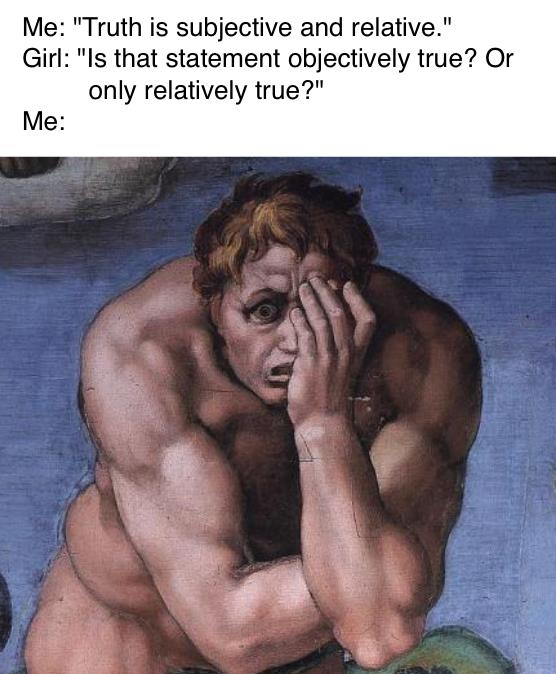 Me: "Truth is subjective and relative."
Girl: "Is that statement objectively true? Or
only relatively true?"
Me: